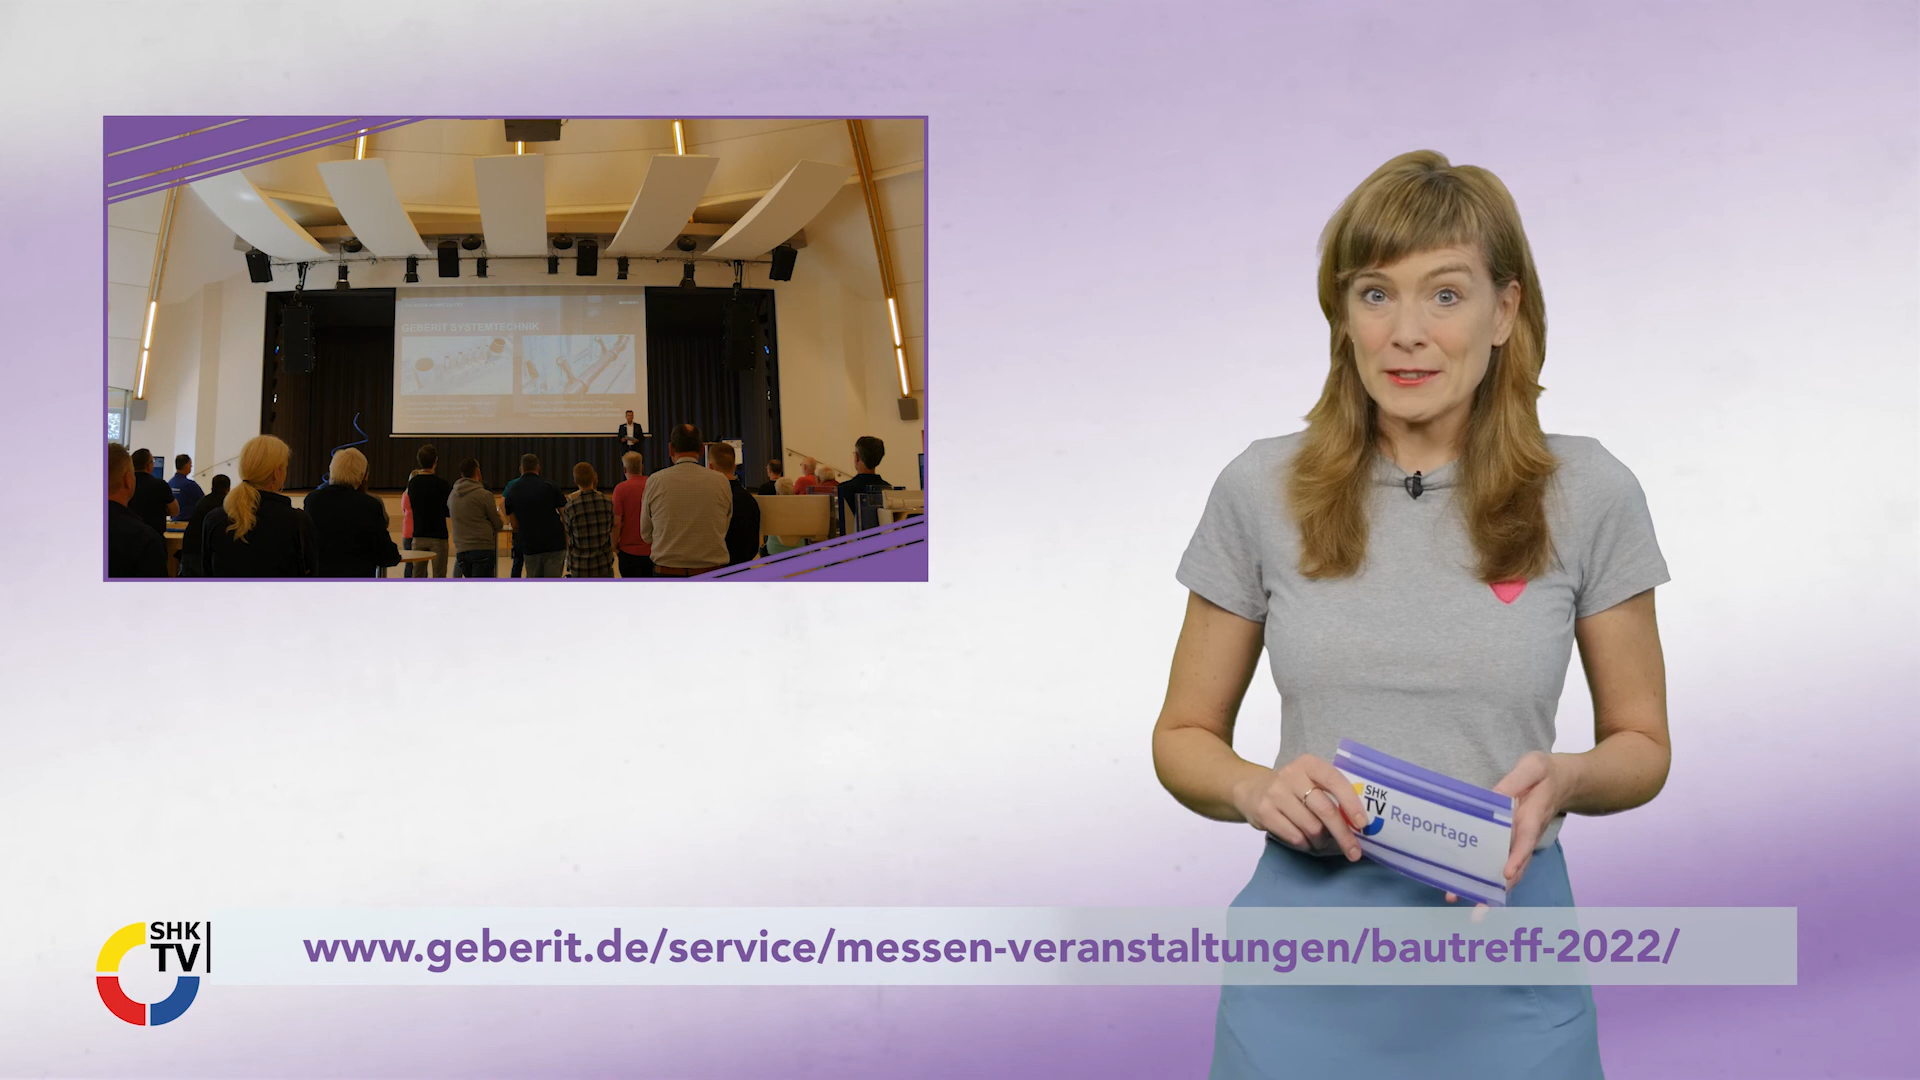 GEBERIT SYSTEMTECHNIK
SHK
TV
Reportage
SHK
TV
www.geberit.de/service/messen-veranstaltungen/bautreff-2022/